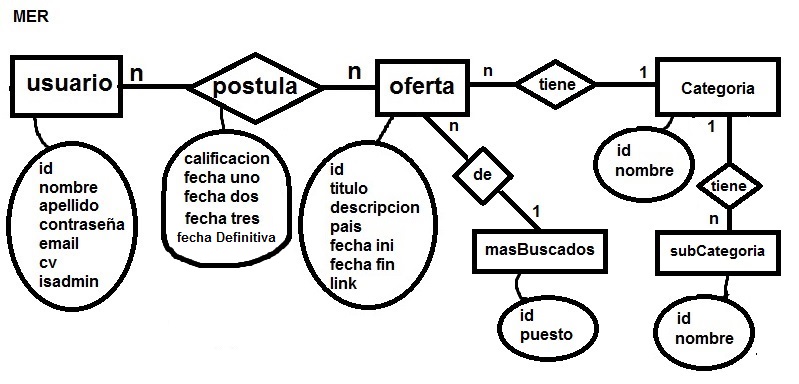 MER
usuario
n
postula
n
oferta
n
tiene
1
Categoria
id
nombre
apellido
contraseña
email
cv
isadmin
calificacion
fecha uno
fecha dos
fecha tres
fecha Definitiva
id
titulo
descripcion
pais
fecha ini
fecha fin
link
n
de
1
masBuscados
id
puesto
id
nombre
1
tiene
n
subCategoria
id
nombre